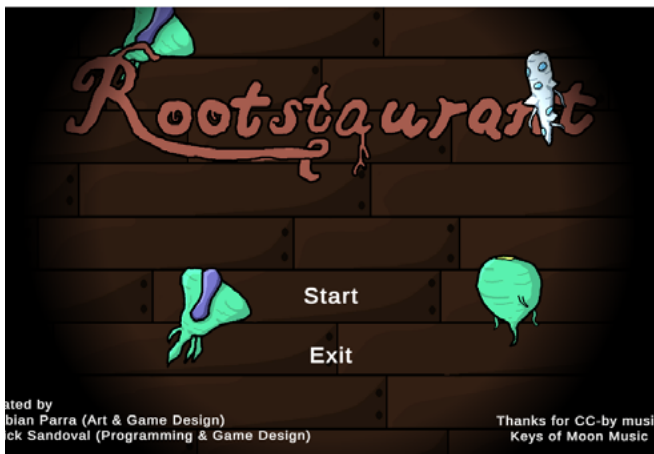 Rootstaurant
Start
Exit
ated by
bian Parra (Art & Game Design)
ick Sandoval (Programming & Game Design)
Thanks for CC-by musi
Keys of Moon Music